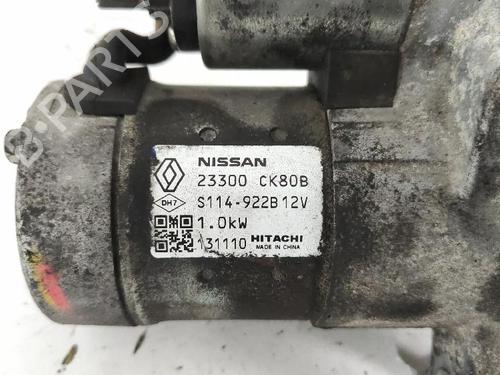 B-PARTS
NISSAN
23300 CK80B
DH7 S114-922B 12V
1.0kW
131110 HITACHI
MADE IN CHINA